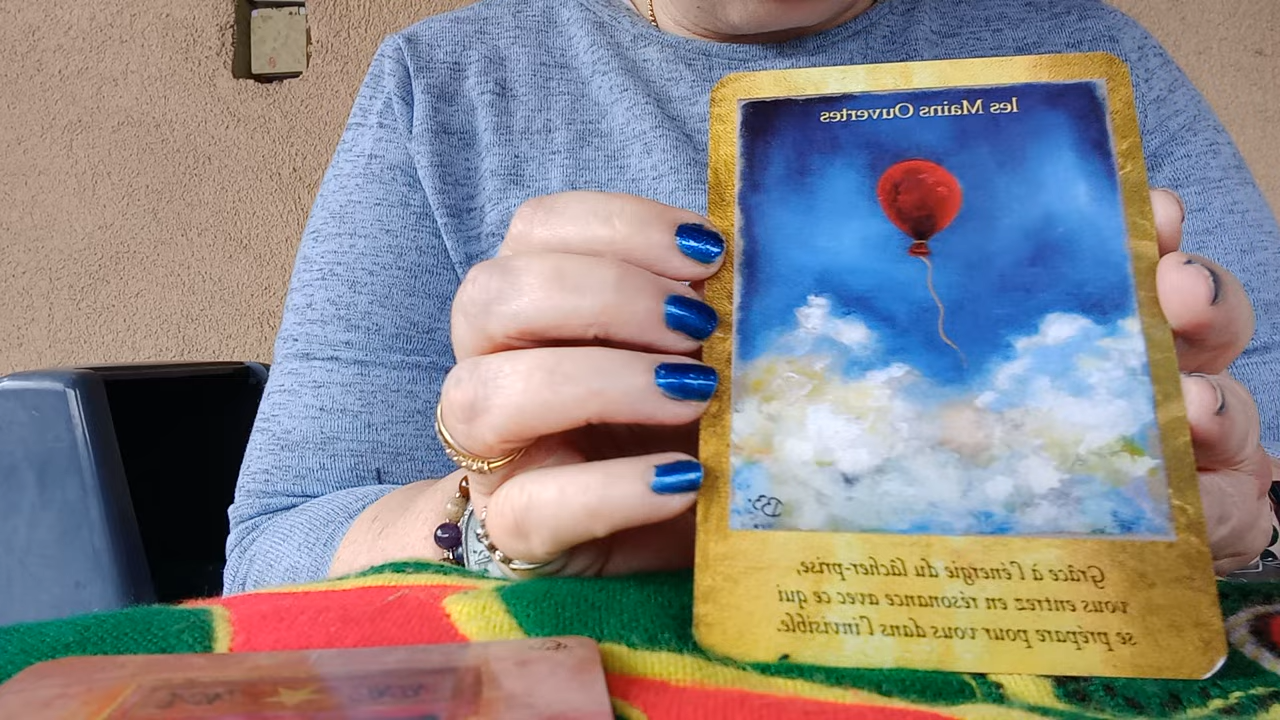 les Mains Ouvertes
Grâce à l'énergie du lâcher-prise,
vous entrez en résonance avec ce qui
se prépare pour vous dans l'invisible.